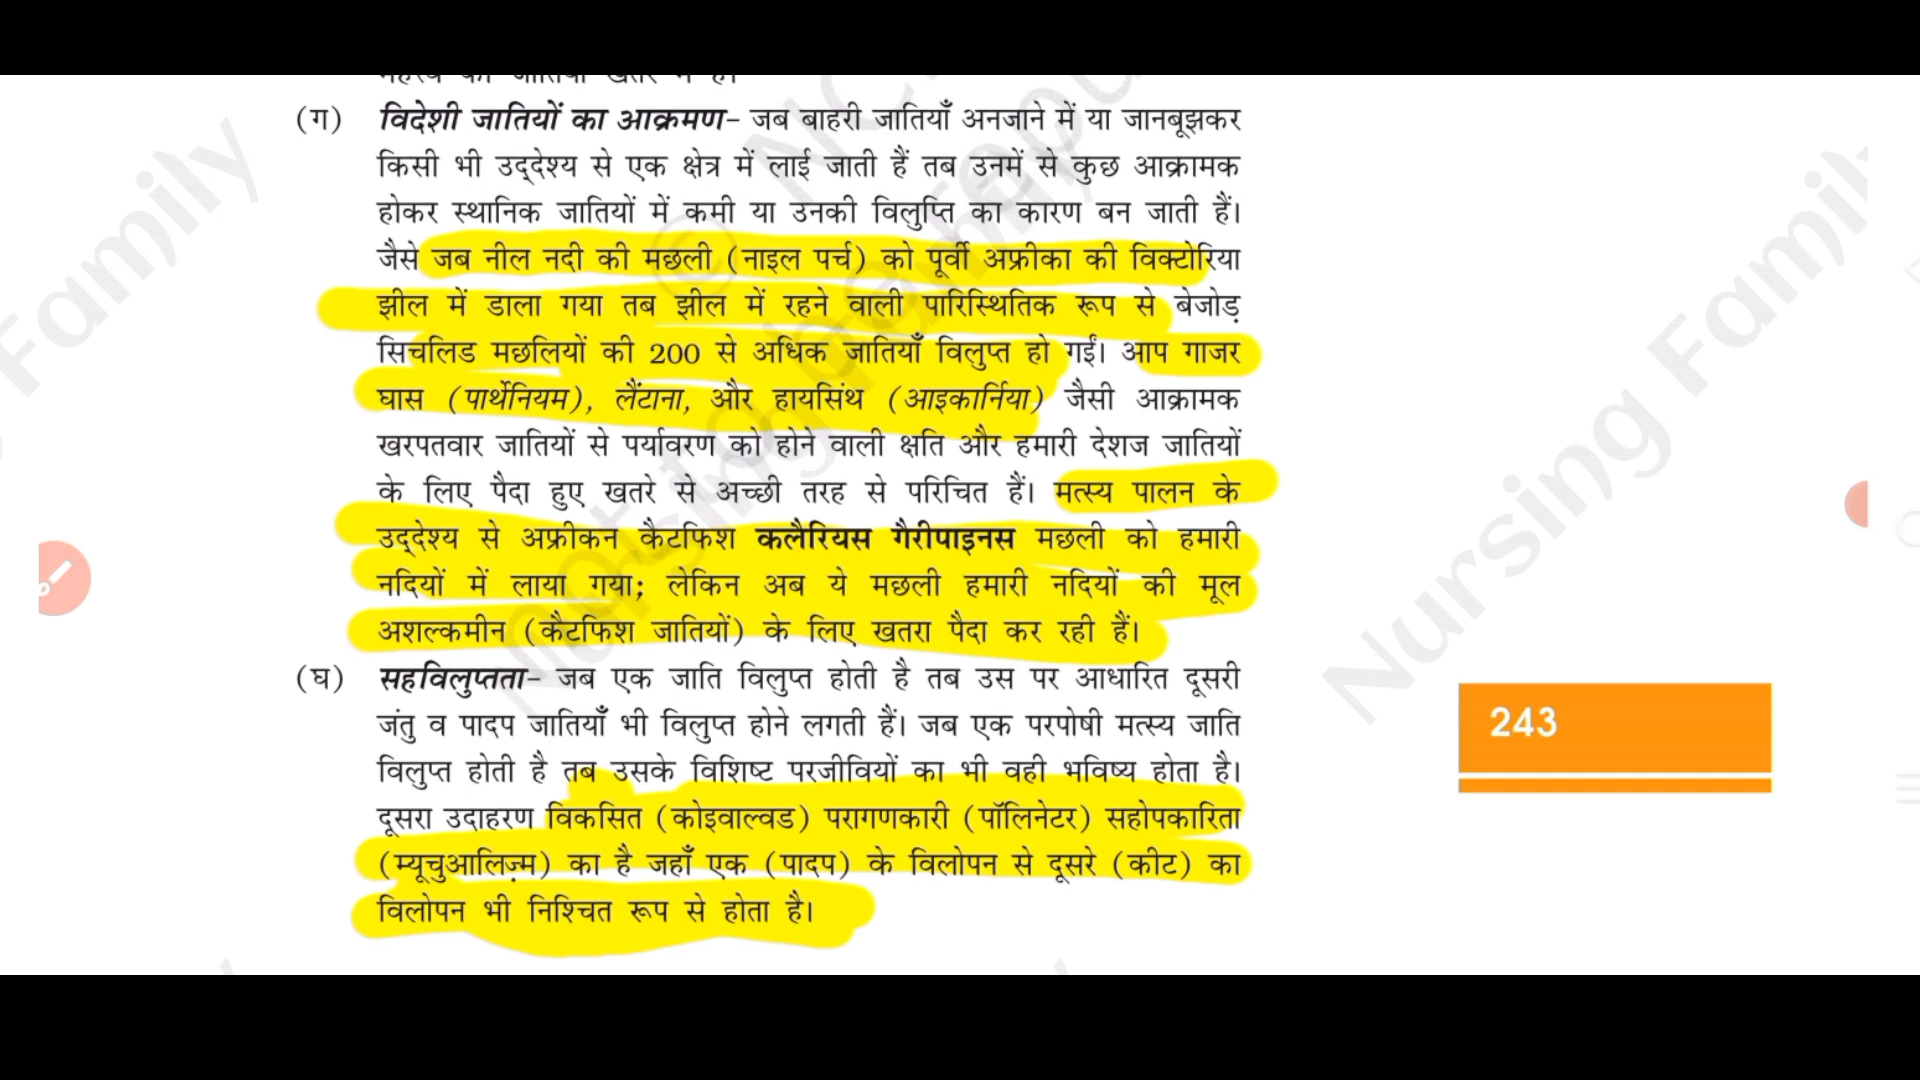 (ग) विदेशी जातियों का आक्रमण- जब बाहरी जातियाँ अनजाने में या जानबूझकर
किसी भी उद्देश्य से एक क्षेत्र में लाई जाती हैं तब उनमें से कुछ आक्रामक
होकर स्थानिक जातियों में कमी या उनकी विलुप्ति का कारण बन जाती हैं।
जैसे जब नील नदी की मछली (नाइल पर्च) को पूर्वी अफ्रीका की विक्टोरिया
झील में डाला गया तब झील में रहने वाली पारिस्थितिक रूप से बेजोड़
सिचलिड मछलियों की 200 से अधिक जातियाँ विलुप्त हो गईं। आप गाजर
घास (पार्थेनियम), लैंटाना, और हायसिंथ (आइकार्निया) जैसी आक्रामक
खरपतवार जातियों से पर्यावरण को होने वाली क्षति और हमारी देशज जातियों
के लिए पैदा हुए खतरे से अच्छी तरह से परिचित हैं। मत्स्य पालन के
उद्देश्य से अफ्रीकन कैटफिश कलैरियस गैरीपाइनस मछली को हमारी
नदियों में लाया गया; लेकिन अब ये मछली हमारी नदियों की मूल
अशल्कमीन (कैटफिश जातियों) के लिए खतरा पैदा कर रही हैं।
(घ) सहविलुप्तता- जब एक जाति विलुप्त होती है तब उस पर आधारित दूसरी
जंतु व पादप जातियाँ भी विलुप्त होने लगती हैं। जब एक परपोषी मत्स्य जाति
विलुप्त होती है तब उसके विशिष्ट परजीवियों का भी वही भविष्य होता है।
दूसरा उदाहरण विकसित (कोइवाल्वड) परागणकारी (पॉलिनेटर) सहोपकारिता
(म्यूचुआलिज़्म) का है जहाँ एक (पादप) के विलोपन से दूसरे (कीट) का
विलोपन भी निश्चित रूप से होता है।
243
Family
Nursing Family